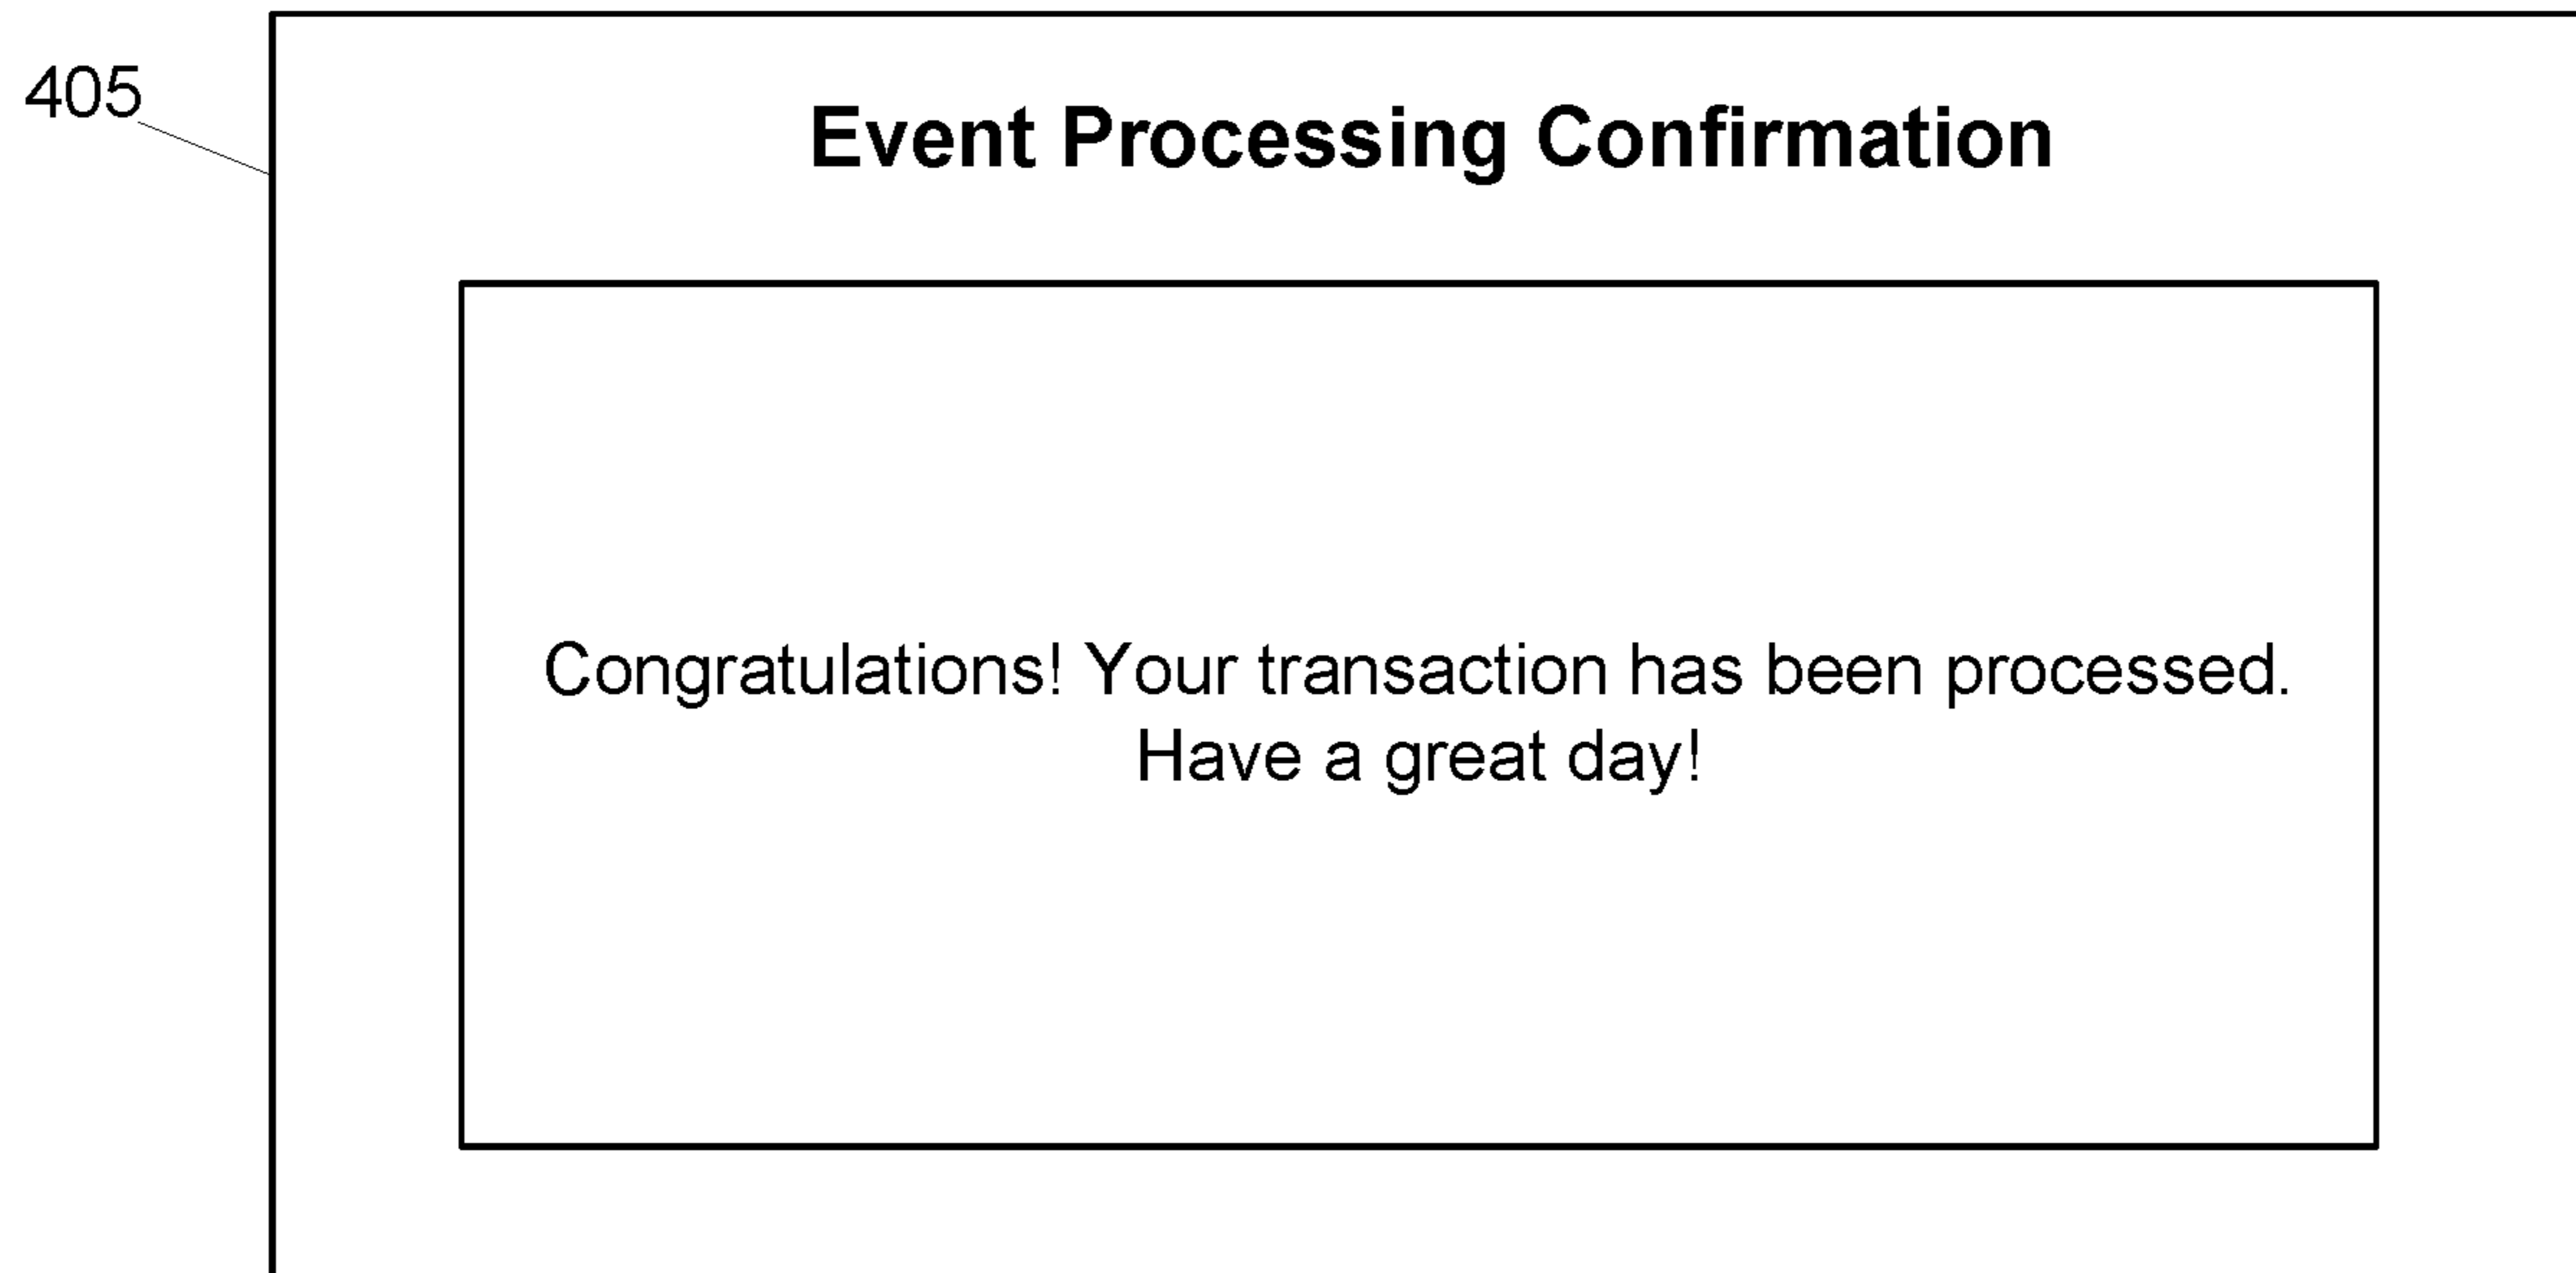 405
Event Processing Confirmation
Congratulations! Your transaction has been processed.
Have a great day!